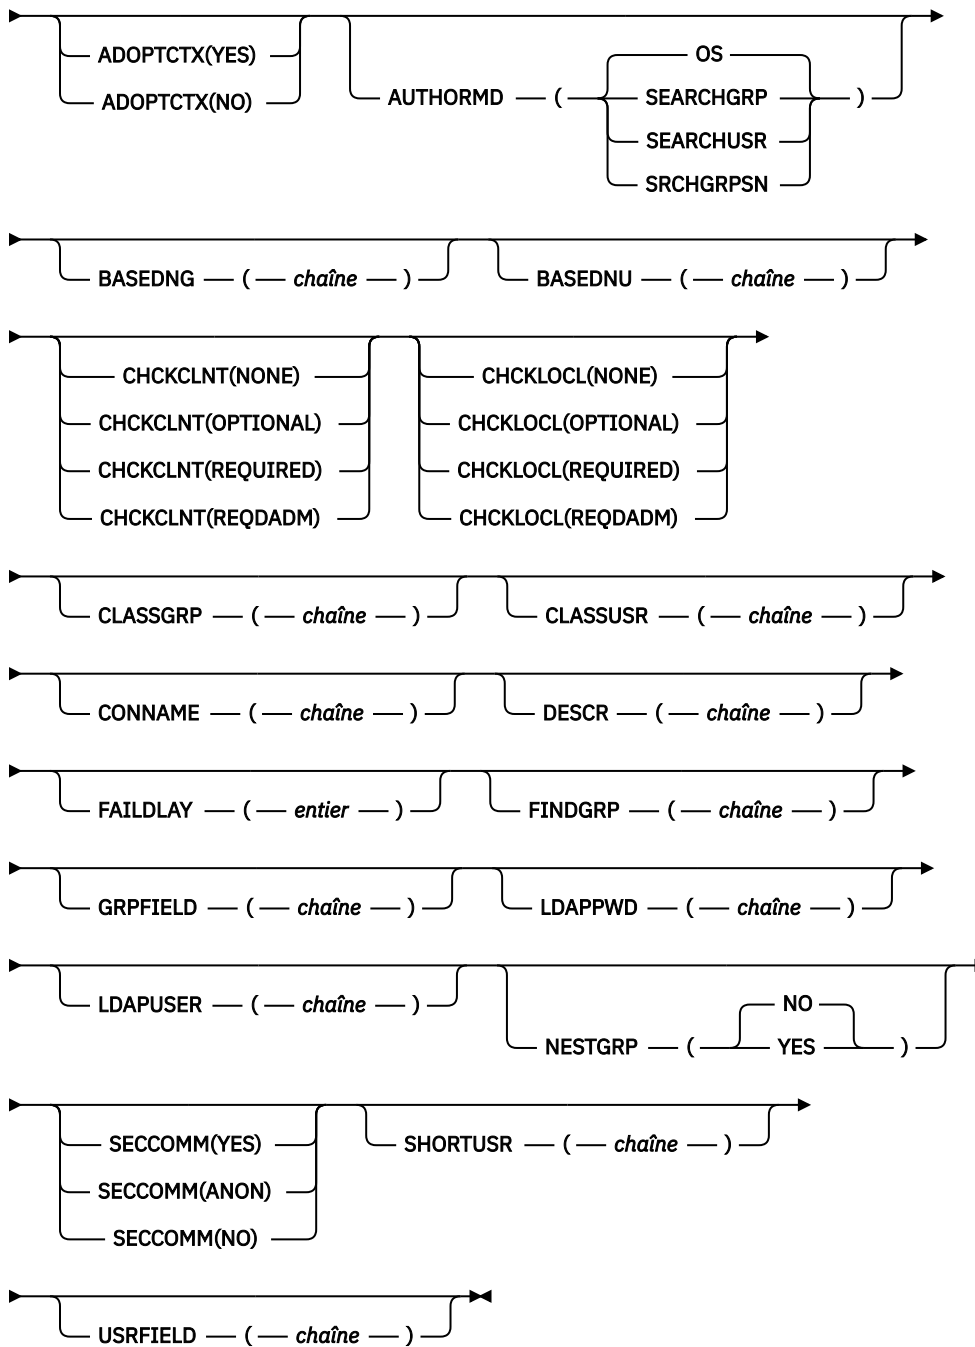 ADOPTCTX(YES)
ADOPTCTX(NO)
AUTHORMD ( OS
SEARCHGRP )
SEARCHUSR
SRCHGRPSN
BASEDNG ( chaîne ) BASEDNU ( chaîne )
CHCKCLNT(NONE) CHCKLOCL(NONE)
CHCKCLNT(OPTIONAL) CHCKLOCL(OPTIONAL)
CHCKCLNT(REQUIRED) CHCKLOCL(REQUIRED)
CHCKCLNT(REQDADM) CHCKLOCL(REQDADM)
CLASSGRP ( chaîne ) CLASSUSR ( chaîne )
CONNAME ( chaîne ) DESCR ( chaîne )
FAILDLAY ( entier ) FINDGRP ( chaîne )
GRPFIELD ( chaîne ) LDAPPWD ( chaîne )
LDAPUSER ( chaîne )
NO
NESTGRP ( YES )
SECCOMM(YES) SHORTUSR ( chaîne )
SECCOMM(ANON)
SECCOMM(NO)
USRFIELD ( chaîne )